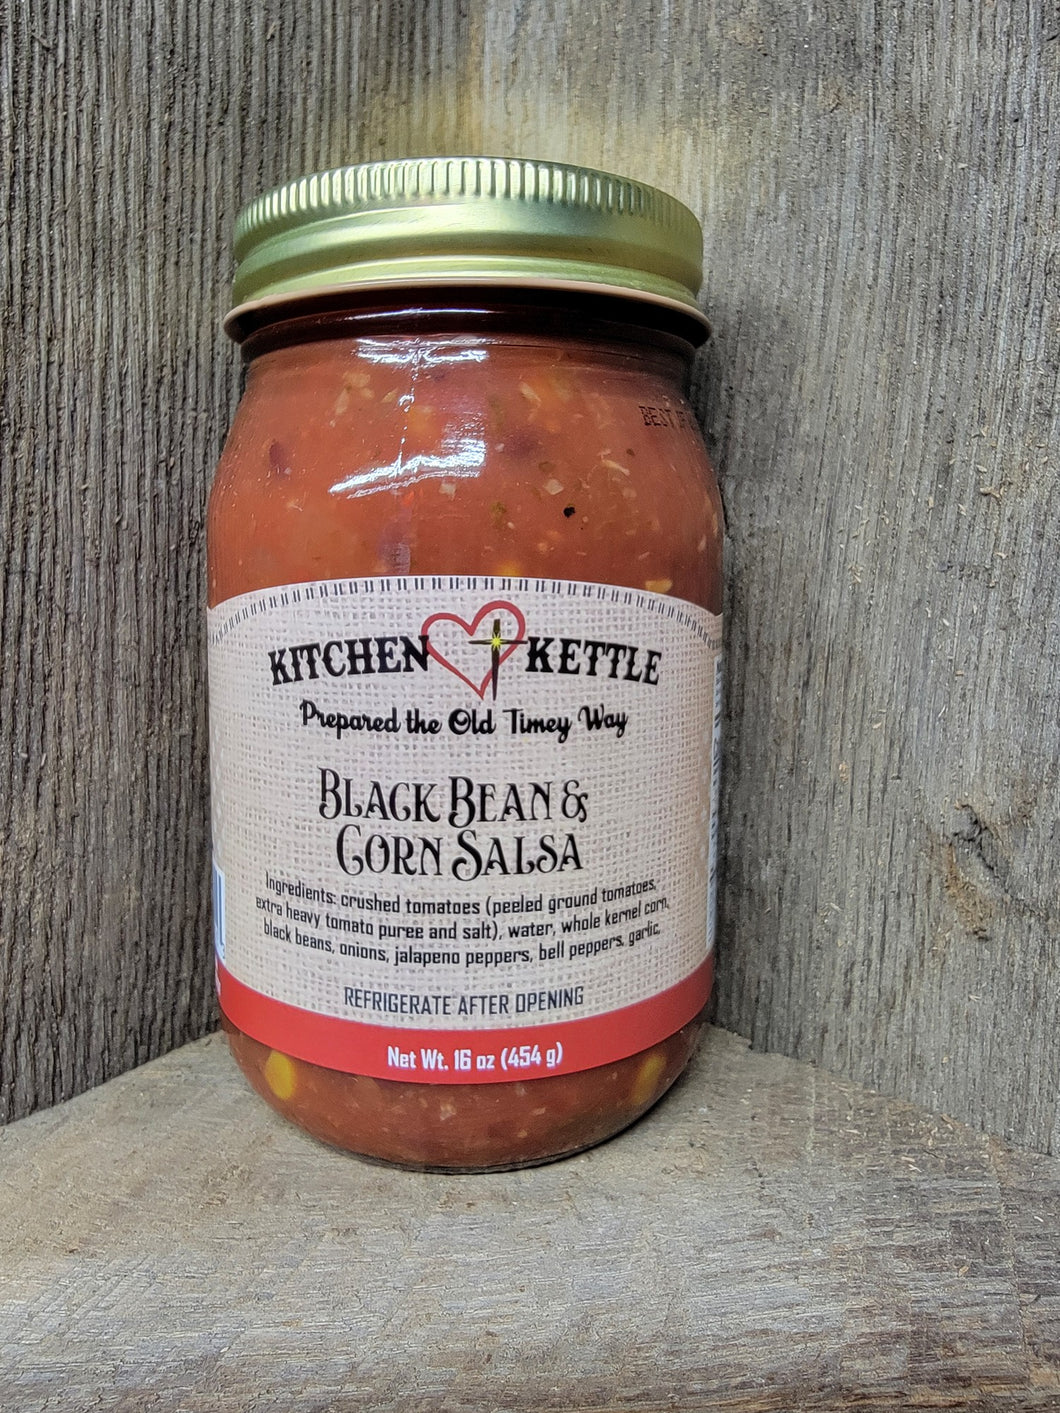 BEST
KITCHEN KETTLE
Prepared the Old Timey Way
BLACK BEAN &
CORN SALSA
Ingredients: crushed tomatoes (peeled ground tomatoes,
extra heavy tomato puree and salt), water, whole kernel corn,
black beans, onions, jalapeno peppers, bell peppers, garlic,
REFRIGERATE AFTER OPENING
Net Wt. 16 oz (454 g)